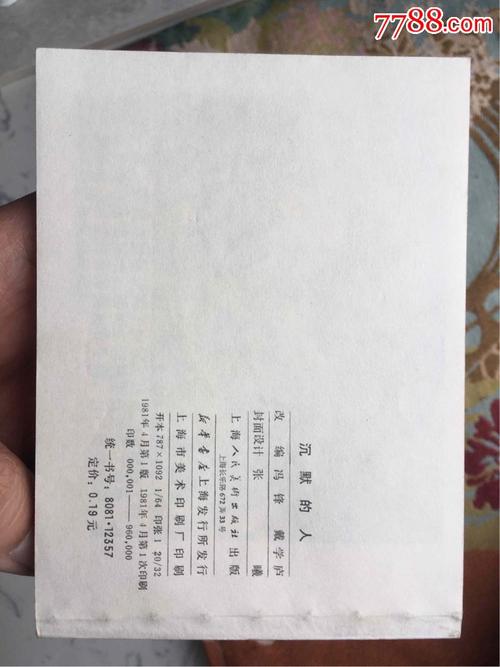 7788.com
沉默的人
改 编 冯 锋 戴学庐
封面设计 张 曦
上海人民美术出版社出版
上海长乐路672弄33号
新华书店上海发行所发行
上海市美术印刷厂印刷
开本 787×1092 1/64 印张 1 20/32
1981年4月第1版 1981年4月第1次印刷
印数 000,001—960,000
统一书号: 8081·12357
定价: 0.19元